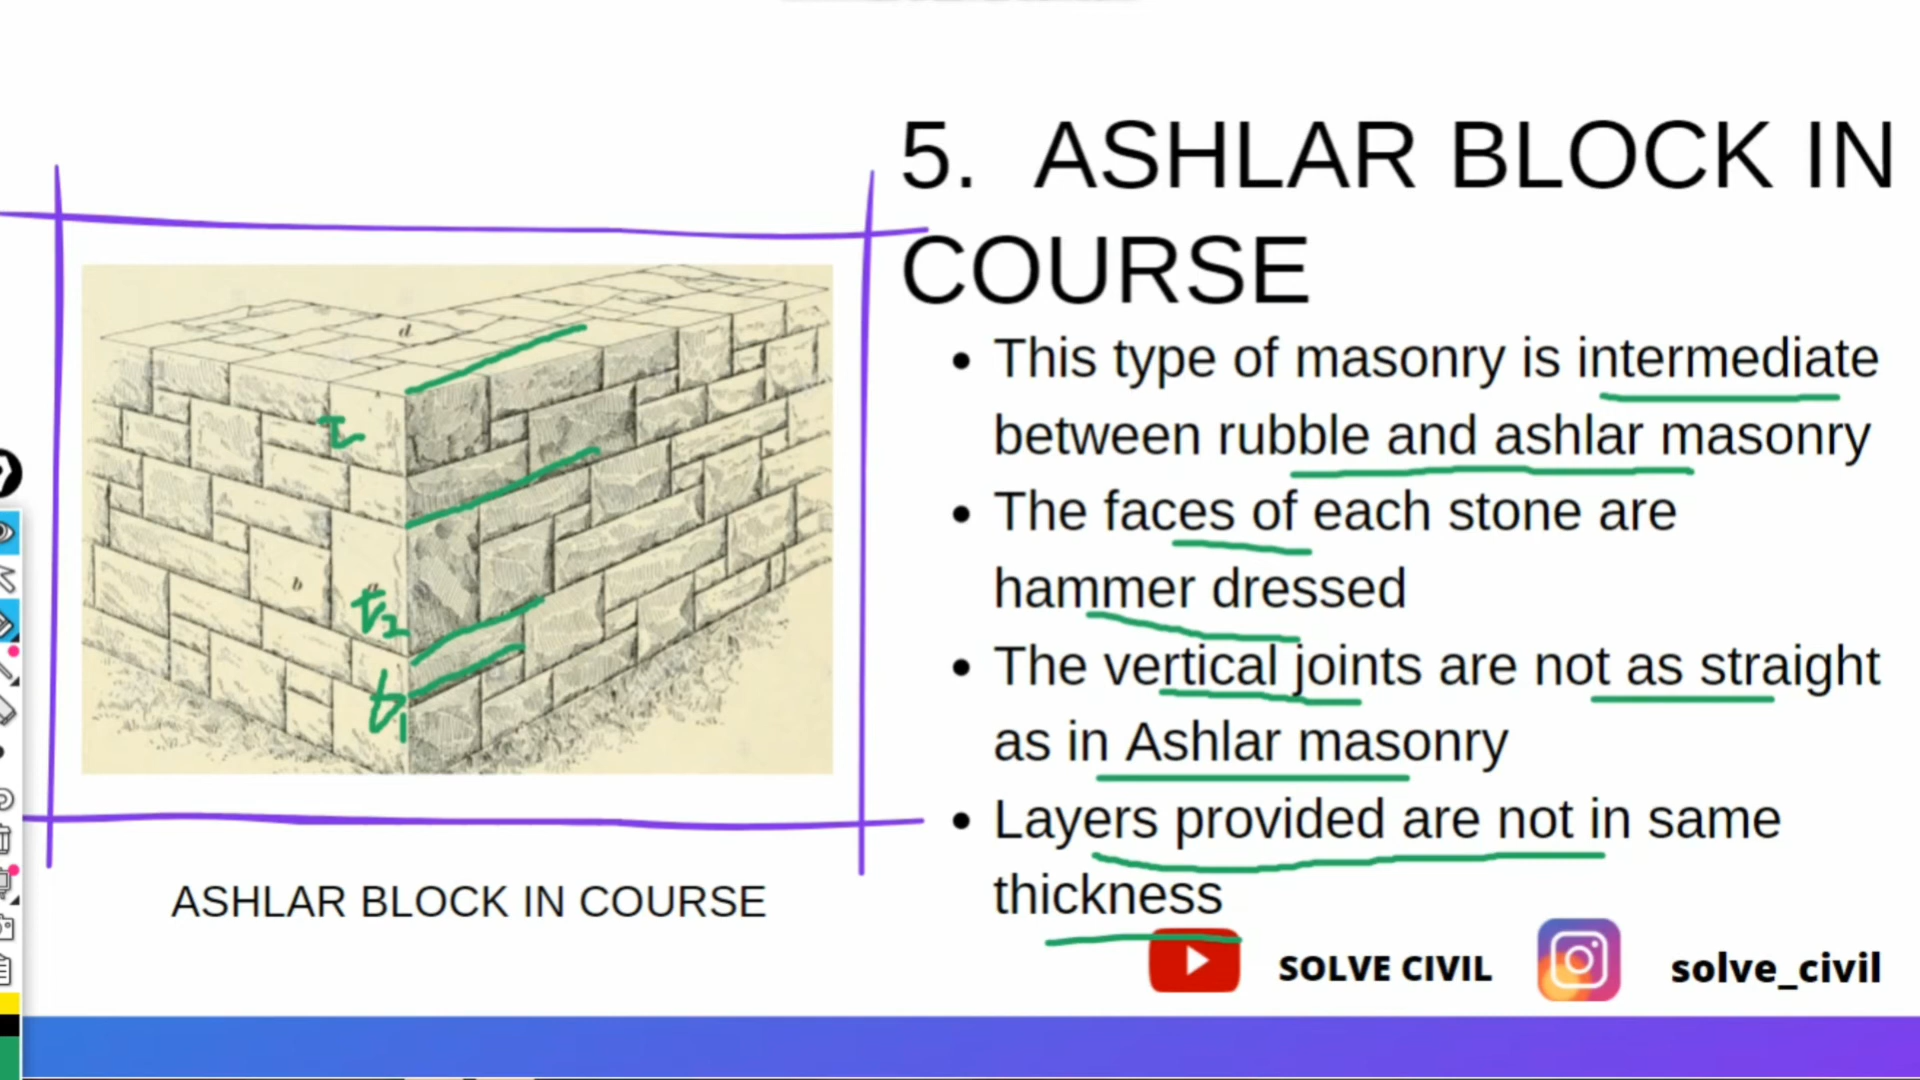 5. ASHLAR BLOCK IN
COURSE
This type of masonry is intermediate
between rubble and ashlar masonry
The faces of each stone are
hammer dressed
The vertical joints are not as straight
as in Ashlar masonry
Layers provided are not in same
thickness
d
b
a
t2
t1
ASHLAR BLOCK IN COURSE
SOLVE CIVIL
solve_civil